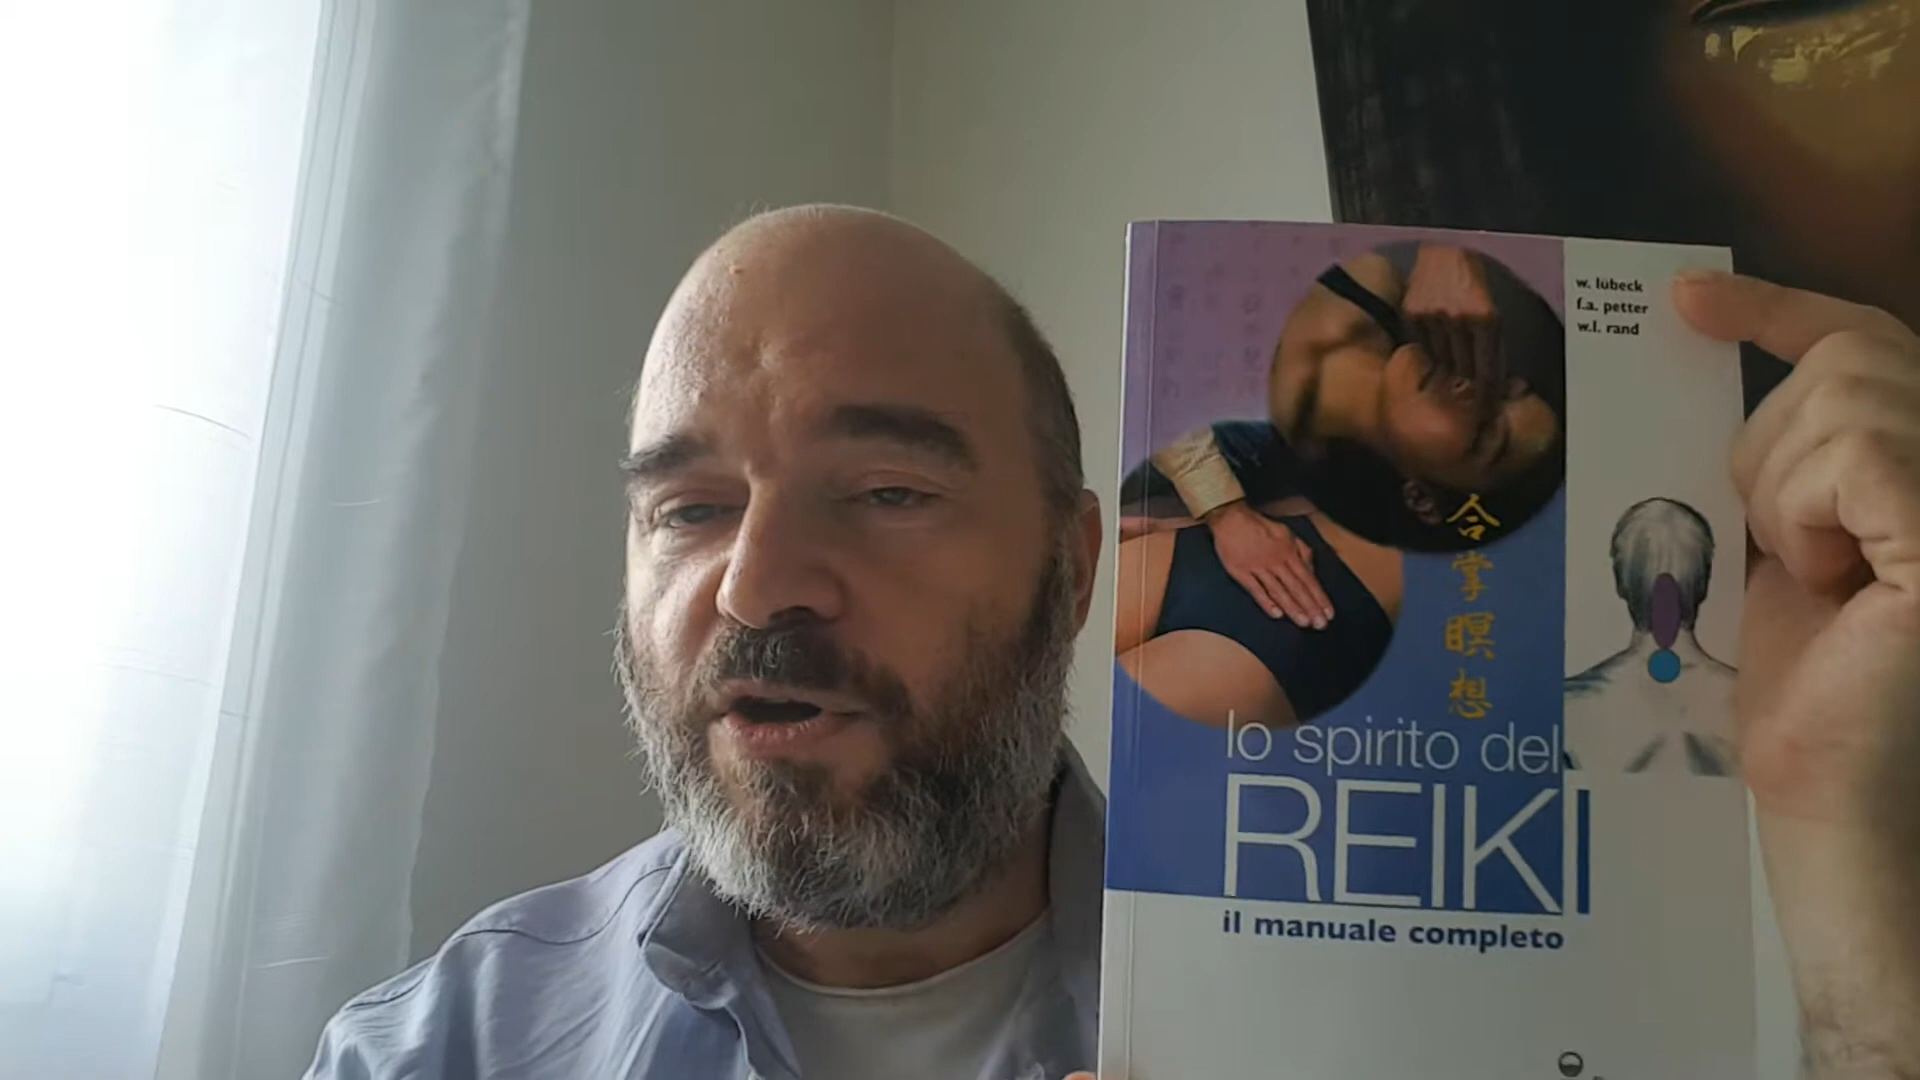 w. lübeck
f.a. petter
w.l. rand
合掌瞑想
lo spirito del
REIKI
il manuale completo